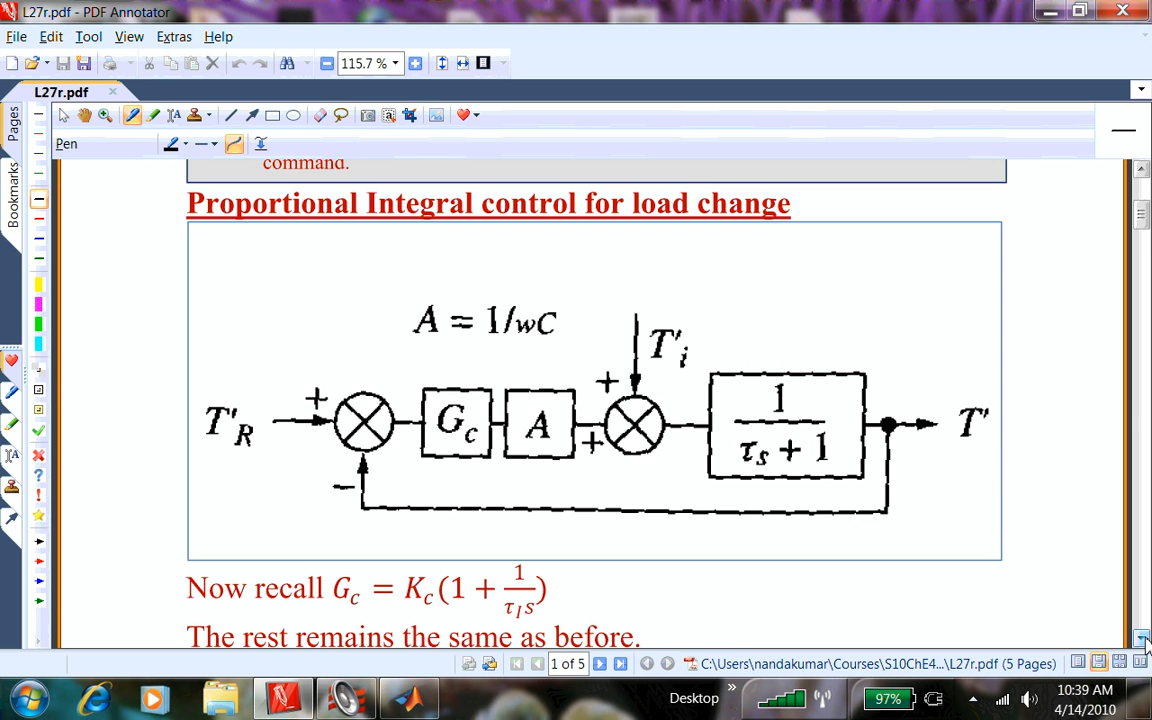 L27r.pdf - PDF Annotator
File Edit Tool View Extras Help
115.7 %
L27r.pdf
Pen
Pages
Bookmarks
command.
Proportional Integral control for load change
A = 1/wC
T'i
+
+
T'R
Gc
A
+
1
τs + 1
T'
−
Now recall Gc = Kc(1 + 1/τIs)
The rest remains the same as before.
1 of 5
C:\Users\nandakumar\Courses\S10ChE4...\L27r.pdf (5 Pages)
Desktop
97%
10:39 AM
4/14/2010